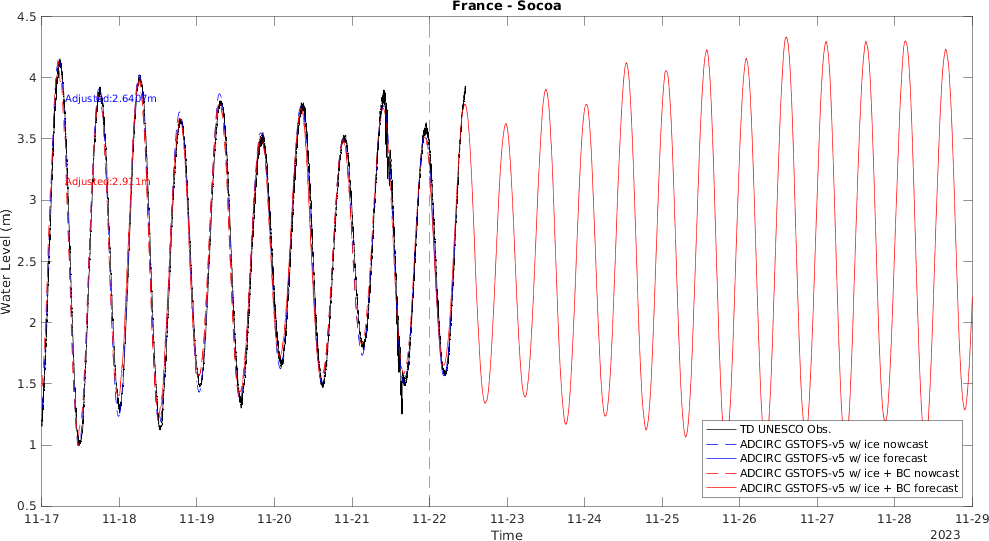 France - Socoa
4.5
4
3.5
3
2.5
2
1.5
1
0.5
Water Level (m)
Adjusted:2.6407m
Adjusted:2.911m
TD UNESCO Obs.
ADCIRC GSTOFS-v5 w/ ice nowcast
ADCIRC GSTOFS-v5 w/ ice forecast
ADCIRC GSTOFS-v5 w/ ice + BC nowcast
ADCIRC GSTOFS-v5 w/ ice + BC forecast
11-17 11-18 11-19 11-20 11-21 11-22 11-23 11-24 11-25 11-26 11-27 11-28 11-29
Time
2023